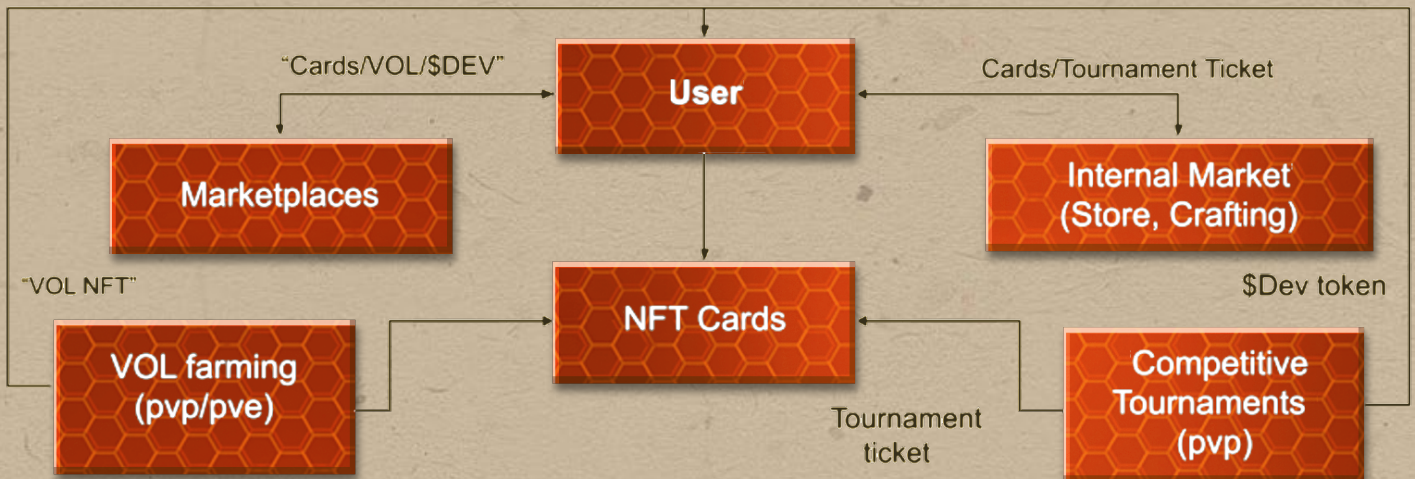 "Cards/VOL/$DEV"
User
Cards/Tournament Ticket
Marketplaces
Internal Market
(Store, Crafting)
"VOL NFT"
NFT Cards
$Dev token
VOL farming
(pvp/pve)
Tournament
ticket
Competitive
Tournaments
(pvp)